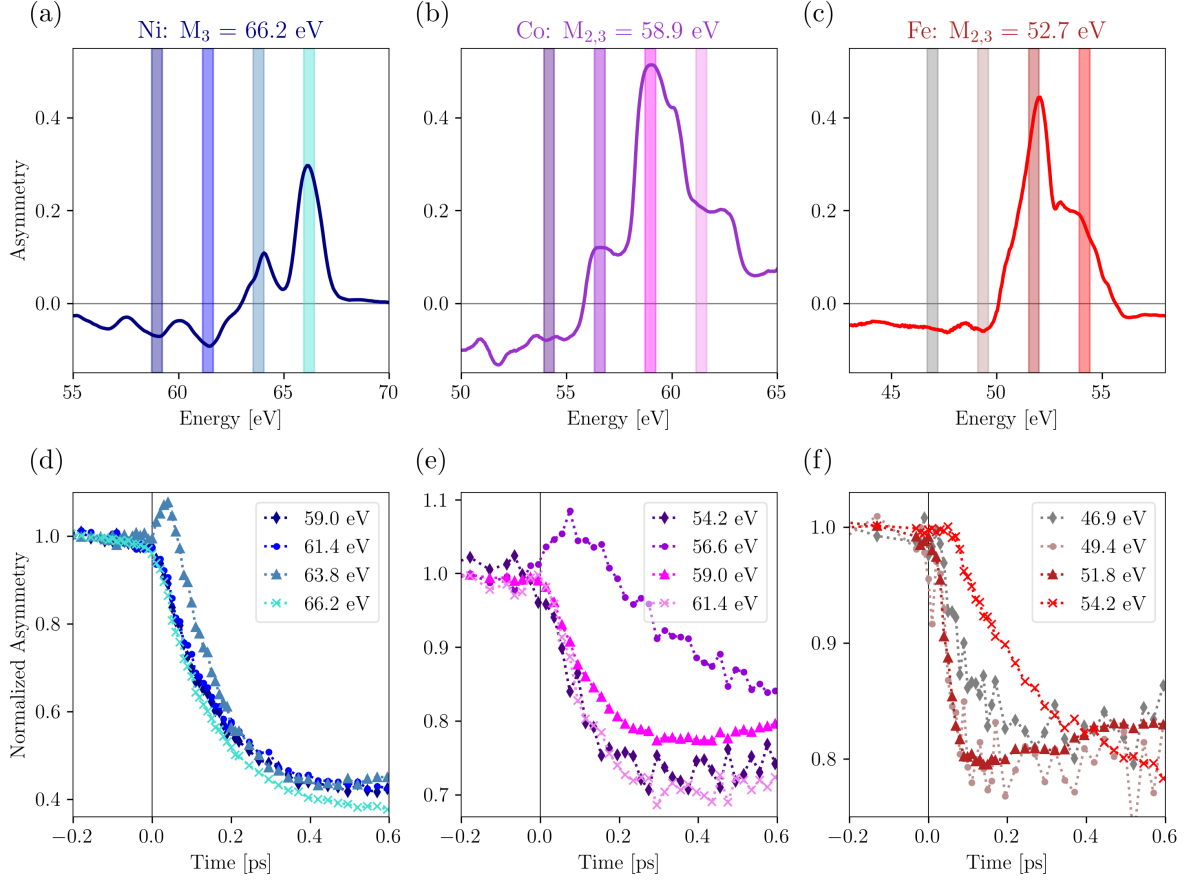 (a)
Ni: M3 = 66.2 eV
(b)
Co: M2,3 = 58.9 eV
(c)
Fe: M2,3 = 52.7 eV
Asymmetry
0.4
0.2
0.0
55 60 65 70
Energy [eV]
0.4
0.2
0.0
50 55 60 65
Energy [eV]
0.4
0.2
0.0
45 50 55
Energy [eV]
(d)
Normalized Asymmetry
1.0
0.8
0.6
0.4
59.0 eV
61.4 eV
63.8 eV
66.2 eV
−0.2 0.0 0.2 0.4 0.6
Time [ps]
(e)
1.1
1.0
0.9
0.8
0.7
54.2 eV
56.6 eV
59.0 eV
61.4 eV
−0.2 0.0 0.2 0.4 0.6
Time [ps]
(f)
1.0
0.9
0.8
46.9 eV
49.4 eV
51.8 eV
54.2 eV
−0.2 0.0 0.2 0.4 0.6
Time [ps]